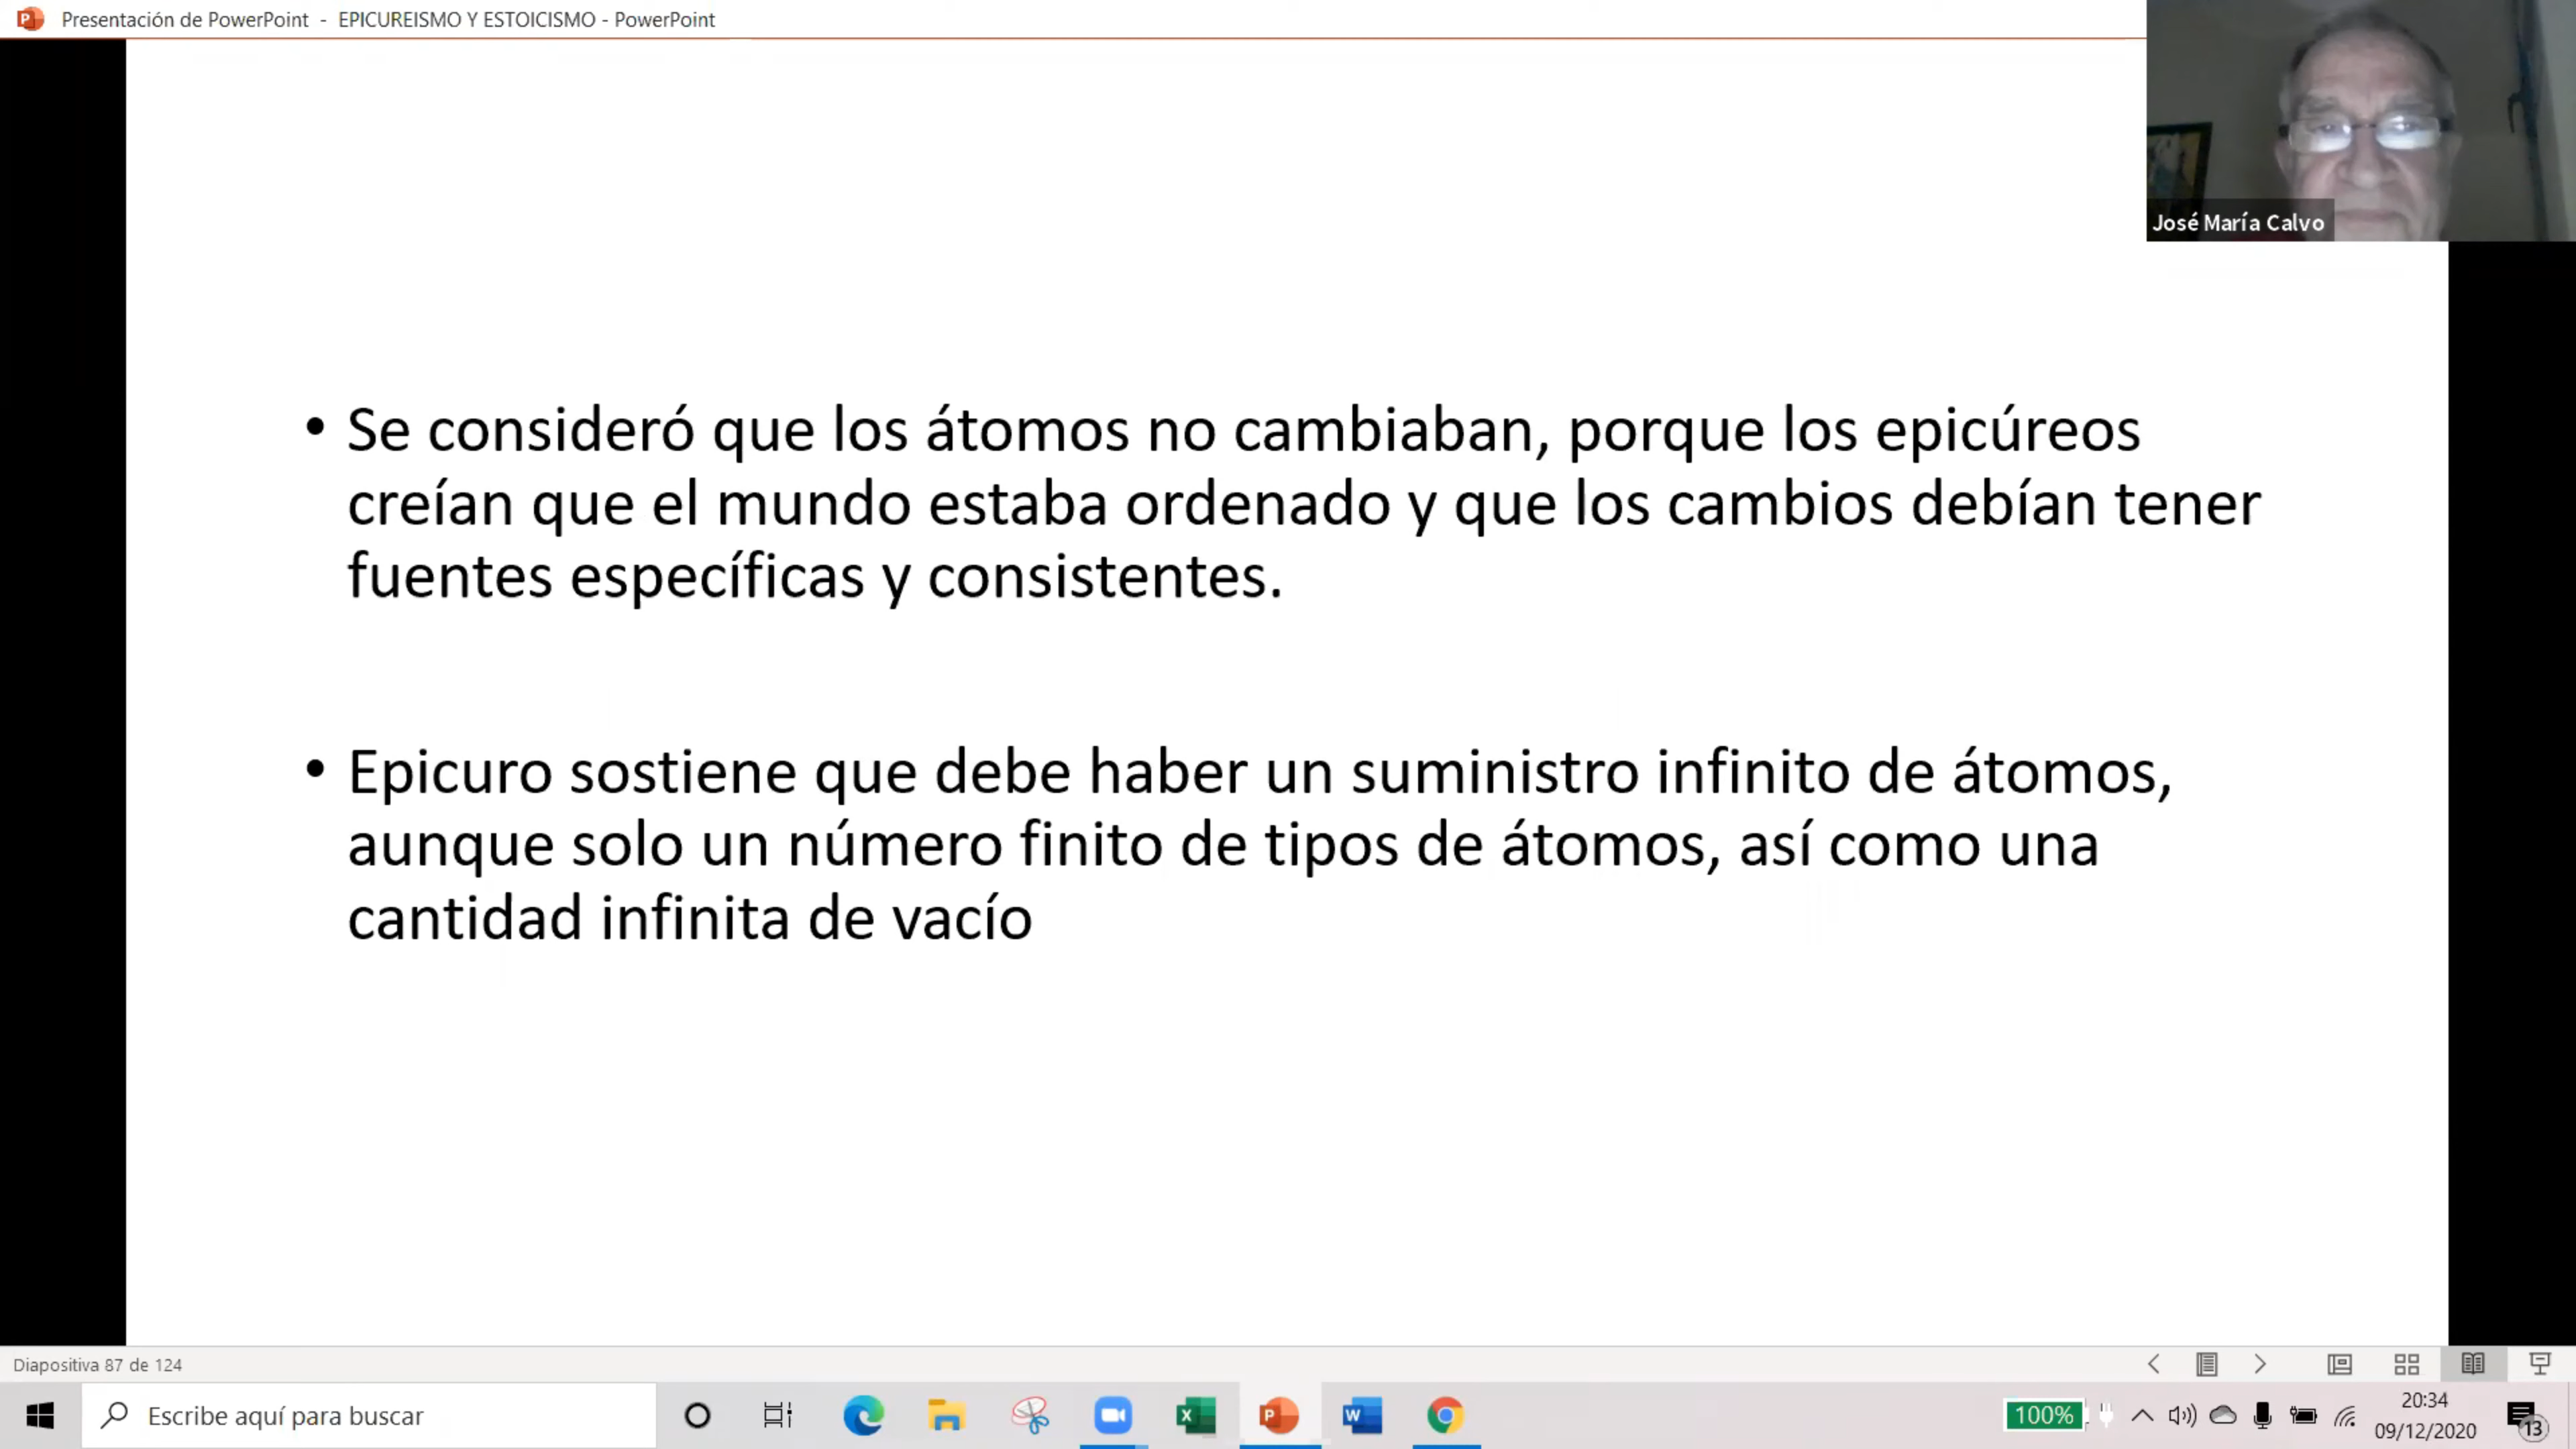 Presentación de PowerPoint - EPICUREISMO Y ESTOICISMO - PowerPoint
José María Calvo
• Se consideró que los átomos no cambiaban, porque los epicúreos
creían que el mundo estaba ordenado y que los cambios debían tener
fuentes específicas y consistentes.
• Epicuro sostiene que debe haber un suministro infinito de átomos,
aunque solo un número finito de tipos de átomos, así como una
cantidad infinita de vacío
Diapositiva 87 de 124
Escribe aquí para buscar
100%
20:34
09/12/2020
13